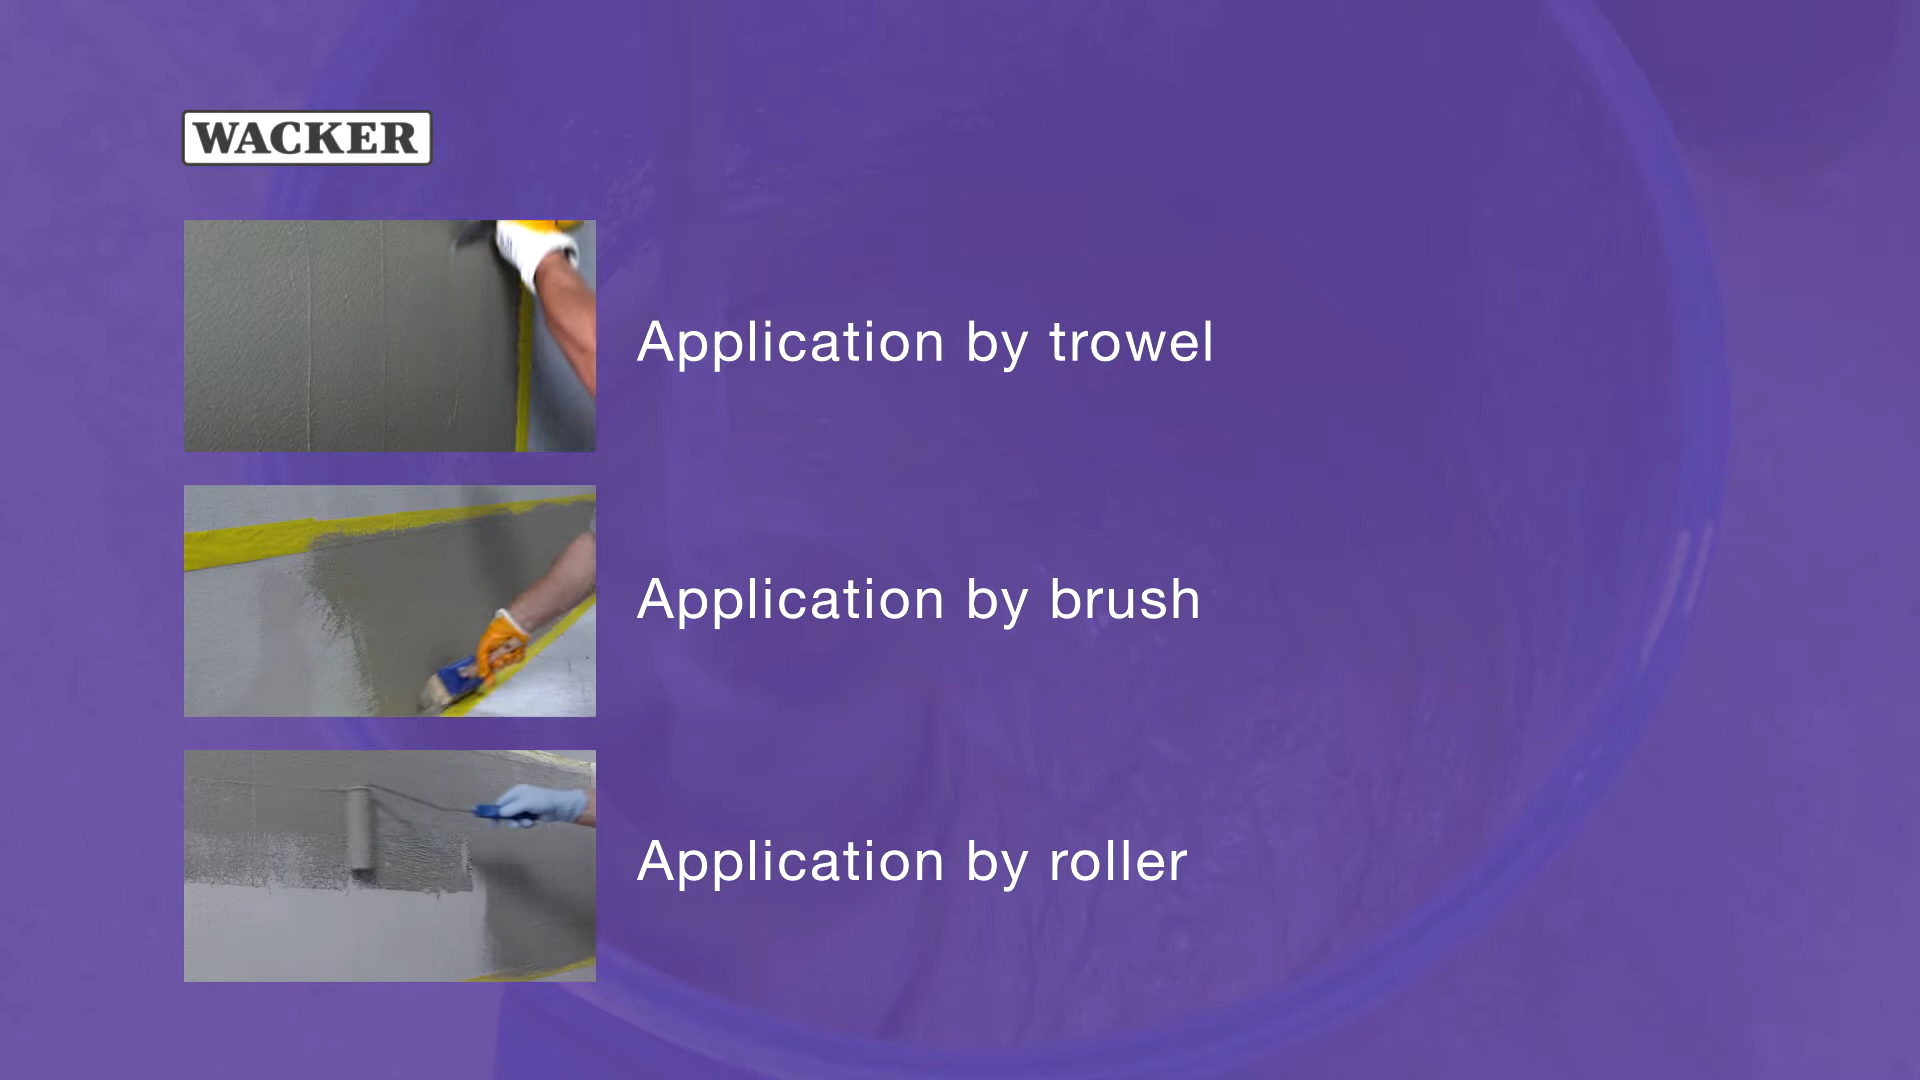 WACKER
Application by trowel
Application by brush
Application by roller